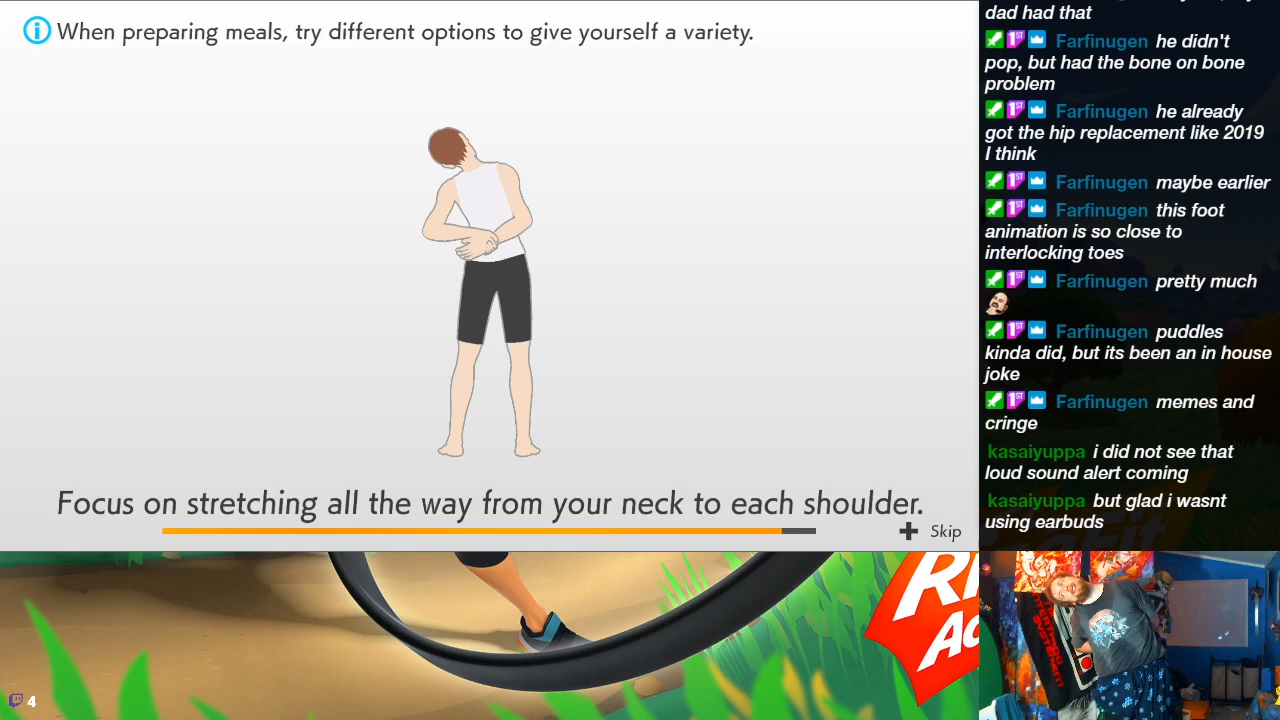 When preparing meals, try different options to give yourself a variety.
Focus on stretching all the way from your neck to each shoulder.
Skip
4
dad had that
Farfinugen he didn't
pop, but had the bone on bone
problem
Farfinugen he already
got the hip replacement like 2019
I think
Farfinugen maybe earlier
Farfinugen this foot
animation is so close to
interlocking toes
Farfinugen pretty much
Farfinugen puddles
kinda did, but its been an in house
joke
Farfinugen memes and
cringe
kasaiyuppa i did not see that
loud sound alert coming
kasaiyuppa but glad i wasnt
using earbuds